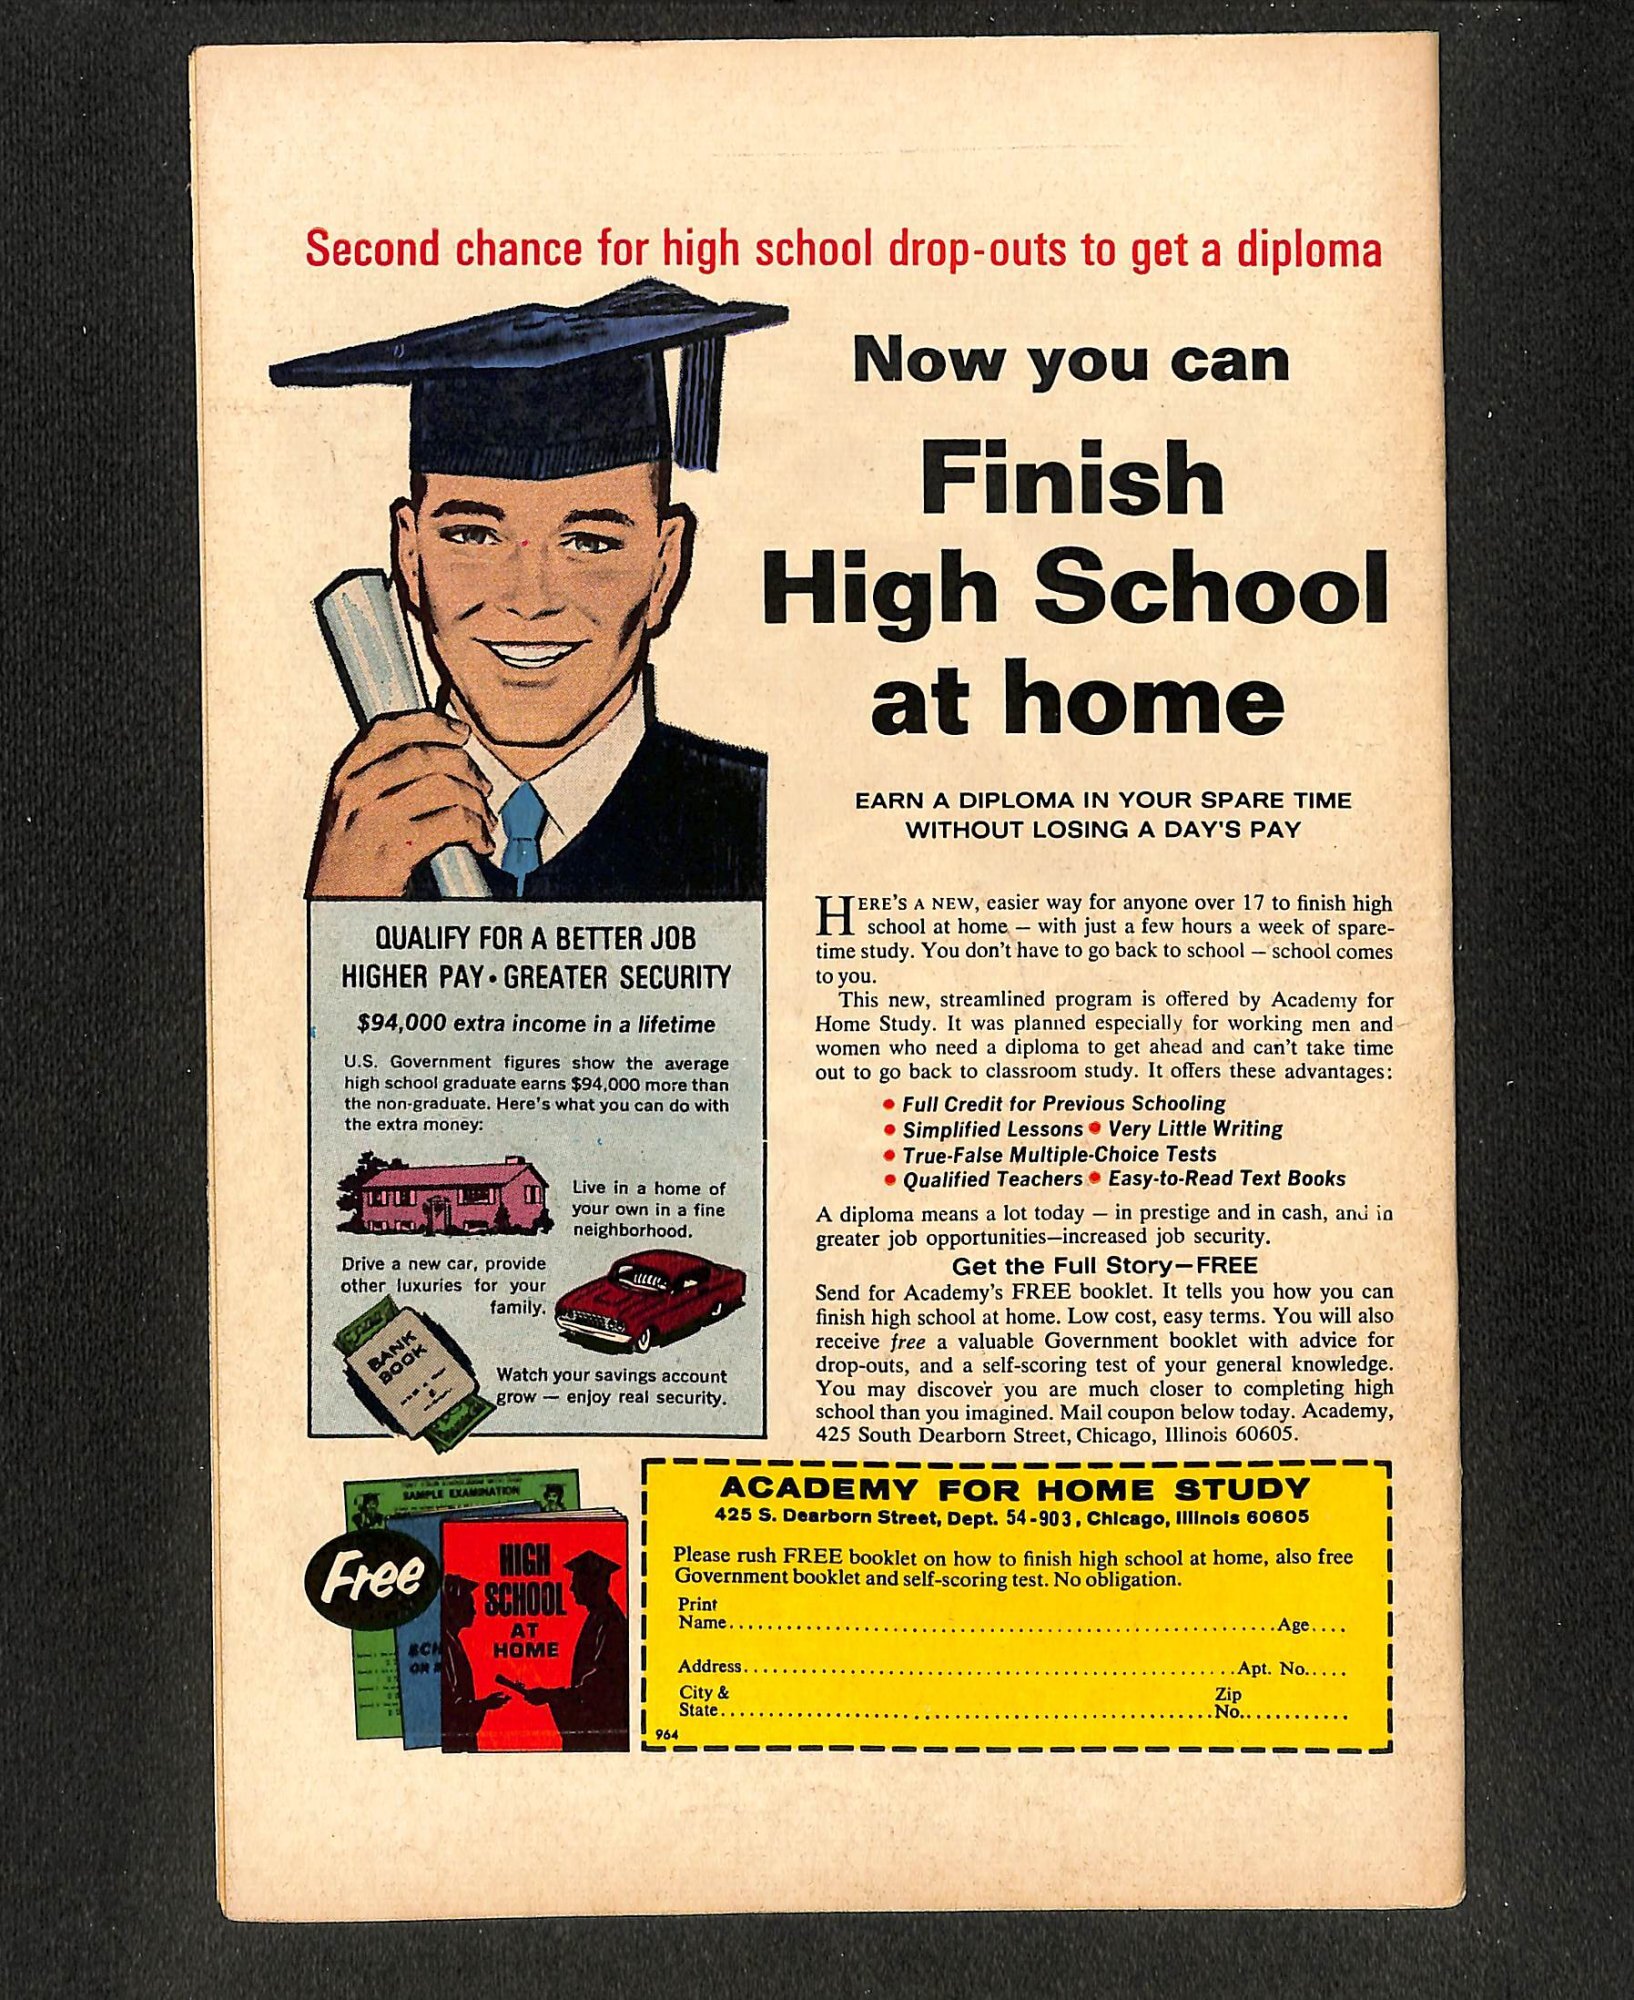 Second chance for high school drop-outs to get a diploma
Now you can
Finish
High School
at home
EARN A DIPLOMA IN YOUR SPARE TIME
WITHOUT LOSING A DAY'S PAY
HERE'S A NEW, easier way for anyone over 17 to finish high
school at home – with just a few hours a week of spare-
time study. You don't have to go back to school – school comes
to you.
This new, streamlined program is offered by Academy for
Home Study. It was planned especially for working men and
women who need a diploma to get ahead and can't take time
out to go back to classroom study. It offers these advantages:
• Full Credit for Previous Schooling
• Simplified Lessons • Very Little Writing
• True-False Multiple-Choice Tests
• Qualified Teachers • Easy-to-Read Text Books
A diploma means a lot today – in prestige and in cash, and in
greater job opportunities—increased job security.
Get the Full Story—FREE
Send for Academy's FREE booklet. It tells you how you can
finish high school at home. Low cost, easy terms. You will also
receive free a valuable Government booklet with advice for
drop-outs, and a self-scoring test of your general knowledge.
You may discover you are much closer to completing high
school than you imagined. Mail coupon below today. Academy,
425 South Dearborn Street, Chicago, Illinois 60605.
QUALIFY FOR A BETTER JOB
HIGHER PAY • GREATER SECURITY
$94,000 extra income in a lifetime
U.S. Government figures show the average
high school graduate earns $94,000 more than
the non-graduate. Here's what you can do with
the extra money:
Live in a home of
your own in a fine
neighborhood.
Drive a new car, provide
other luxuries for your
family.
BANK
BOOK
Watch your savings account
grow — enjoy real security.
SAMPLE EXAMINATION
Free
HIGH
SCHOOL
AT
HOME
SCH
OR
ACADEMY FOR HOME STUDY
425 S. Dearborn Street, Dept. 54-903, Chicago, Illinois 60605
Please rush FREE booklet on how to finish high school at home, also free
Government booklet and self-scoring test. No obligation.
Print
Name.......................................................Age....
Address.................................................Apt. No.....
City & Zip
State..................................................No...........
964